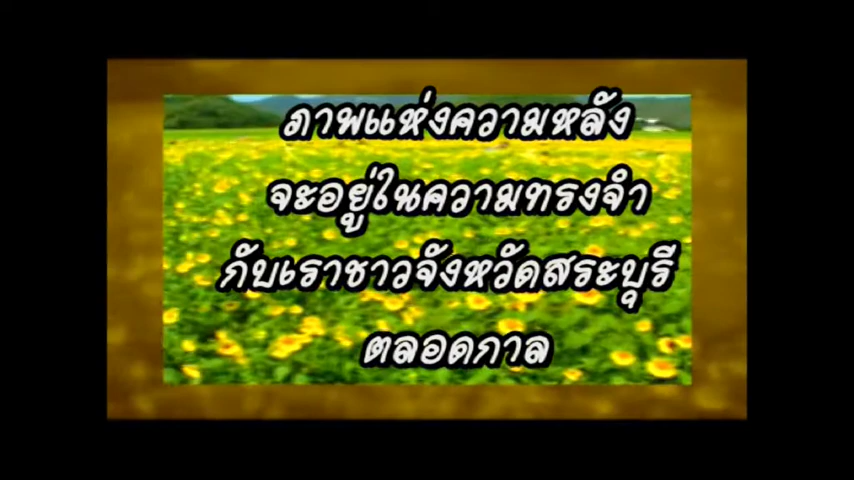 ภาพแห่งความหลัง
จะอยู่ในความทรงจำ
กับเราชาวจังหวัดสระบุรี
ตลอดกาล